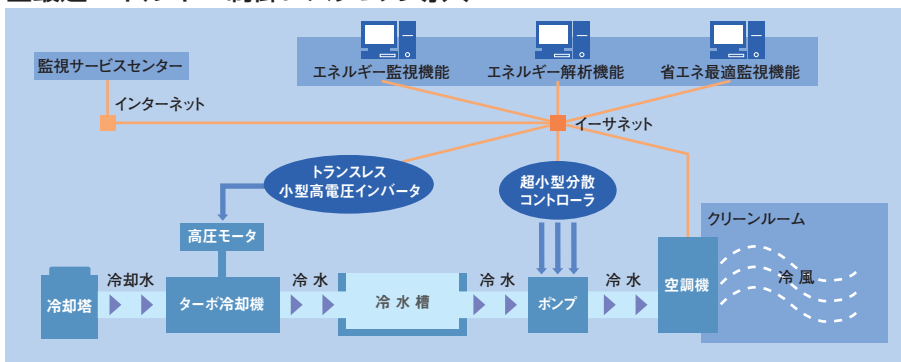 監視サービスセンター
エネルギー監視機能
エネルギー解析機能
省エネ最適監視機能
インターネット
イーサネット
トランスレス
小型高電圧インバータ
超小型分散
コントローラ
高圧モータ
クリーンルーム
冷却塔
冷却水
ターボ冷却機
冷水
冷水槽
冷水
ポンプ
冷水
空調機
冷風